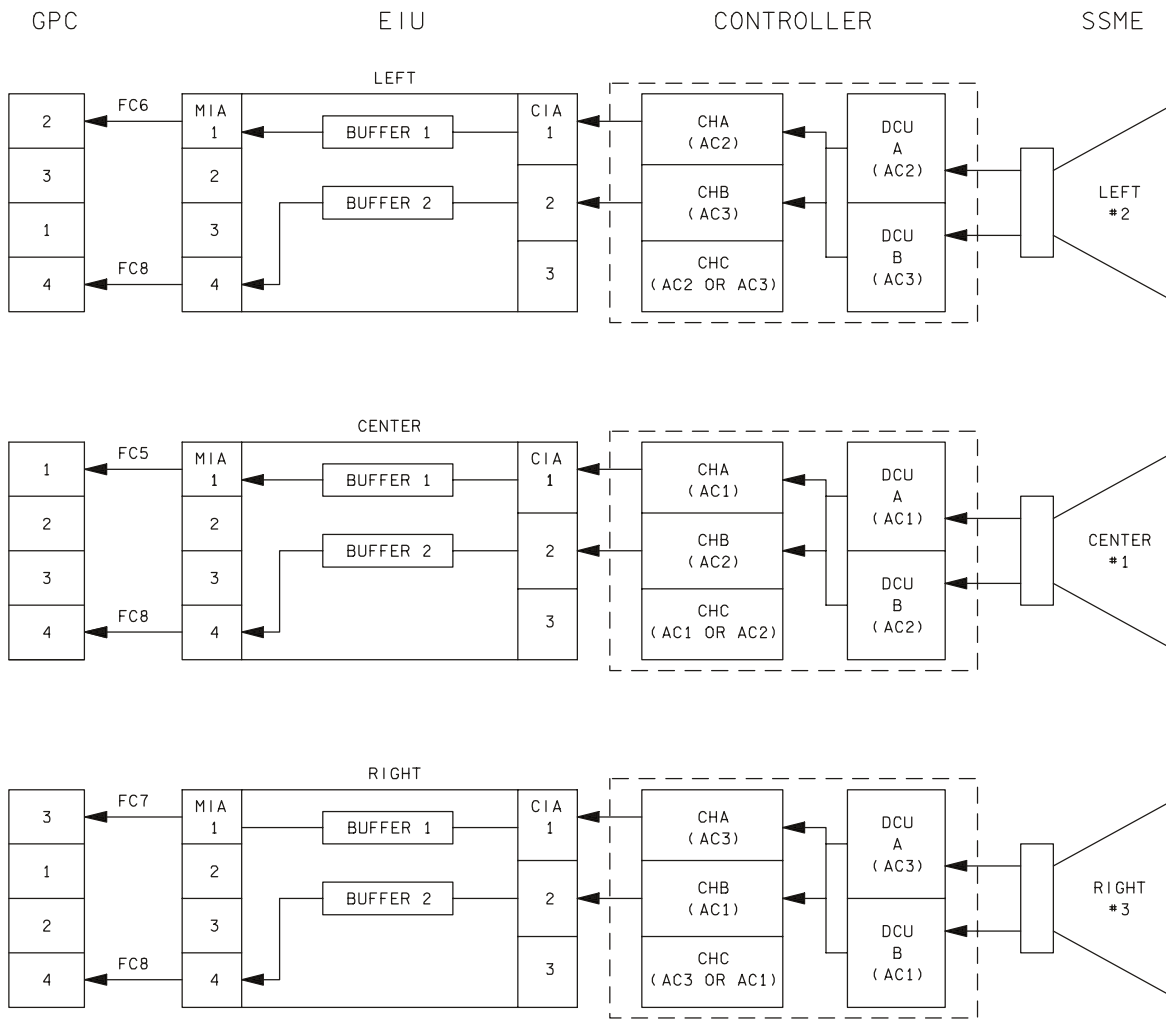 GPC EIU CONTROLLER SSME
LEFT
2
3
1
4
FC6
FC8
MIA
1
2
3
4
BUFFER 1
BUFFER 2
CIA
1
2
3
CHA
(AC2)
CHB
(AC3)
CHC
(AC2 OR AC3)
DCU
A
(AC2)
DCU
B
(AC3)
LEFT
#2
CENTER
1
2
3
4
FC5
FC8
MIA
1
2
3
4
BUFFER 1
BUFFER 2
CIA
1
2
3
CHA
(AC1)
CHB
(AC2)
CHC
(AC1 OR AC2)
DCU
A
(AC1)
DCU
B
(AC2)
CENTER
#1
RIGHT
3
1
2
4
FC7
FC8
MIA
1
2
3
4
BUFFER 1
BUFFER 2
CIA
1
2
3
CHA
(AC3)
CHB
(AC1)
CHC
(AC3 OR AC1)
DCU
A
(AC3)
DCU
B
(AC1)
RIGHT
#3